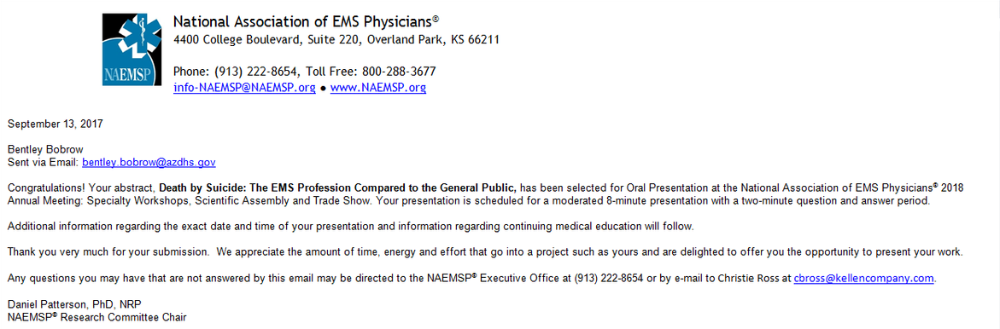 NAEMSP
National Association of EMS Physicians®
4400 College Boulevard, Suite 220, Overland Park, KS 66211
Phone: (913) 222-8654, Toll Free: 800-288-3677
info-NAEMSP@NAEMSP.org ● www.NAEMSP.org
September 13, 2017
Bentley Bobrow
Sent via Email: bentley.bobrow@azdhs.gov
Congratulations! Your abstract, Death by Suicide: The EMS Profession Compared to the General Public, has been selected for Oral Presentation at the National Association of EMS Physicians® 2018
Annual Meeting: Specialty Workshops, Scientific Assembly and Trade Show. Your presentation is scheduled for a moderated 8-minute presentation with a two-minute question and answer period.
Additional information regarding the exact date and time of your presentation and information regarding continuing medical education will follow.
Thank you very much for your submission.  We appreciate the amount of time, energy and effort that go into a project such as yours and are delighted to offer you the opportunity to present your work.
Any questions you may have that are not answered by this email may be directed to the NAEMSP® Executive Office at (913) 222-8654 or by e-mail to Christie Ross at cbross@kellencompany.com.
Daniel Patterson, PhD, NRP
NAEMSP® Research Committee Chair